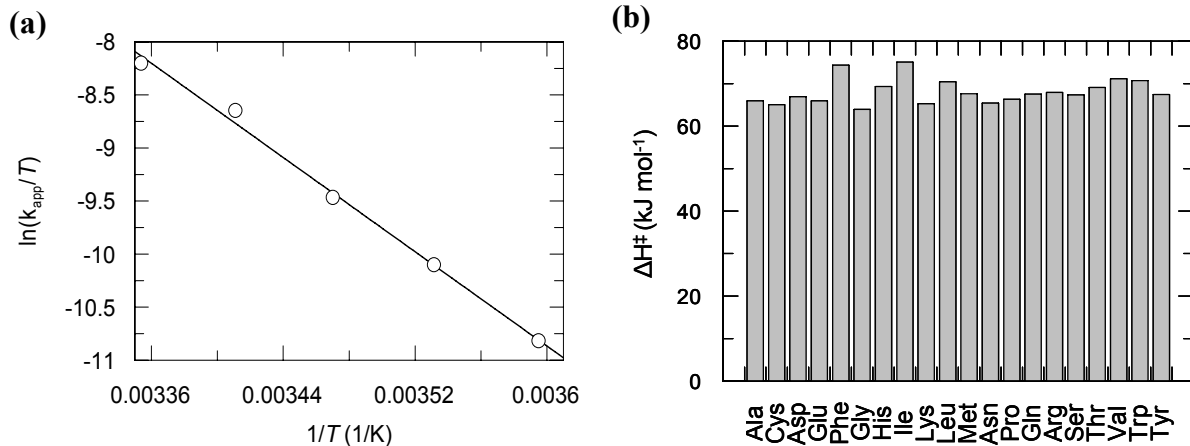 (a)
-8
-8.5
-9
-9.5
-10
-10.5
-11
ln(k_app/T)
0.00336
0.00344
0.00352
0.0036
1/T (1/K)
(b)
80
60
40
20
0
ΔH‡ (kJ mol⁻¹)
Ala
Cys
Asp
Glu
Phe
Gly
His
Ile
Lys
Leu
Met
Asn
Pro
Gln
Arg
Ser
Thr
Val
Trp
Tyr